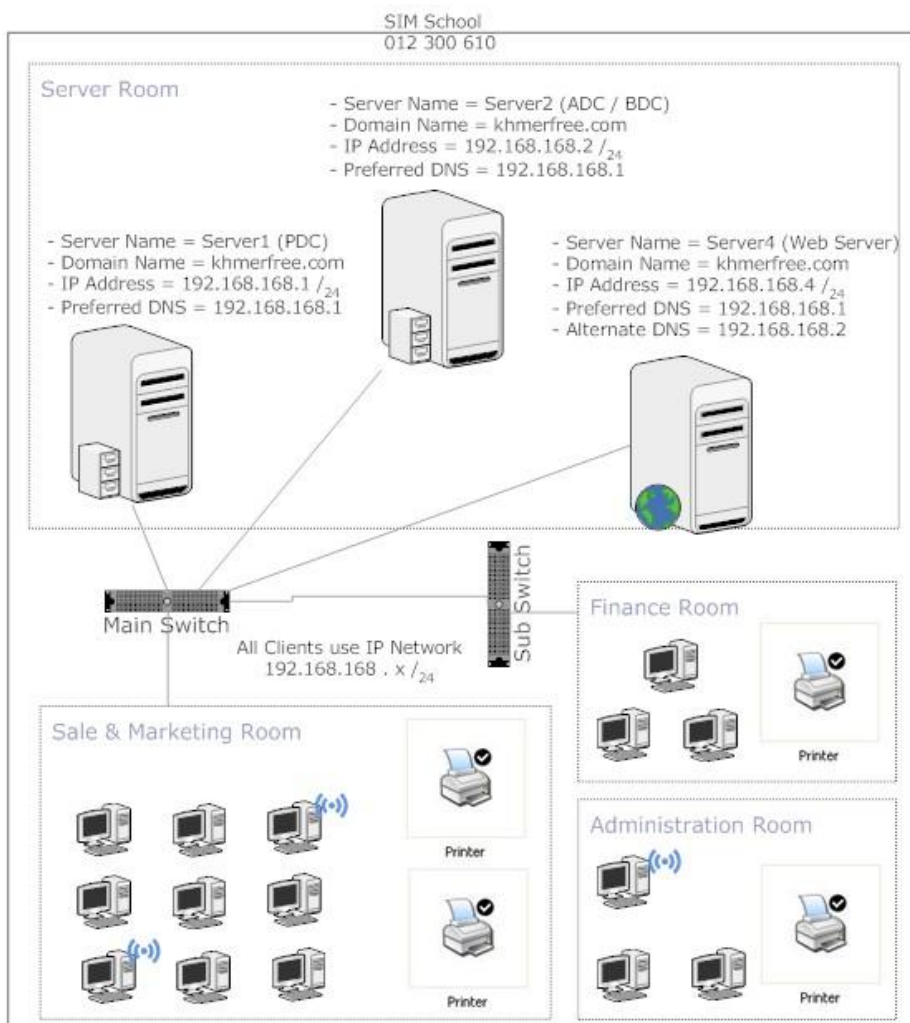 SIM School
012 300 610
Server Room
- Server Name = Server2 (ADC / BDC)
- Domain Name = khmerfree.com
- IP Address = 192.168.168.2 /24
- Preferred DNS = 192.168.168.1
- Server Name = Server1 (PDC)
- Domain Name = khmerfree.com
- IP Address = 192.168.168.1 /24
- Preferred DNS = 192.168.168.1
- Server Name = Server4 (Web Server)
- Domain Name = khmerfree.com
- IP Address = 192.168.168.4 /24
- Preferred DNS = 192.168.168.1
- Alternate DNS = 192.168.168.2
Main Switch
Sub Switch
All Clients use IP Network
192.168.168 . x /24
Finance Room
Printer
Sale & Marketing Room
Printer
Printer
Administration Room
Printer